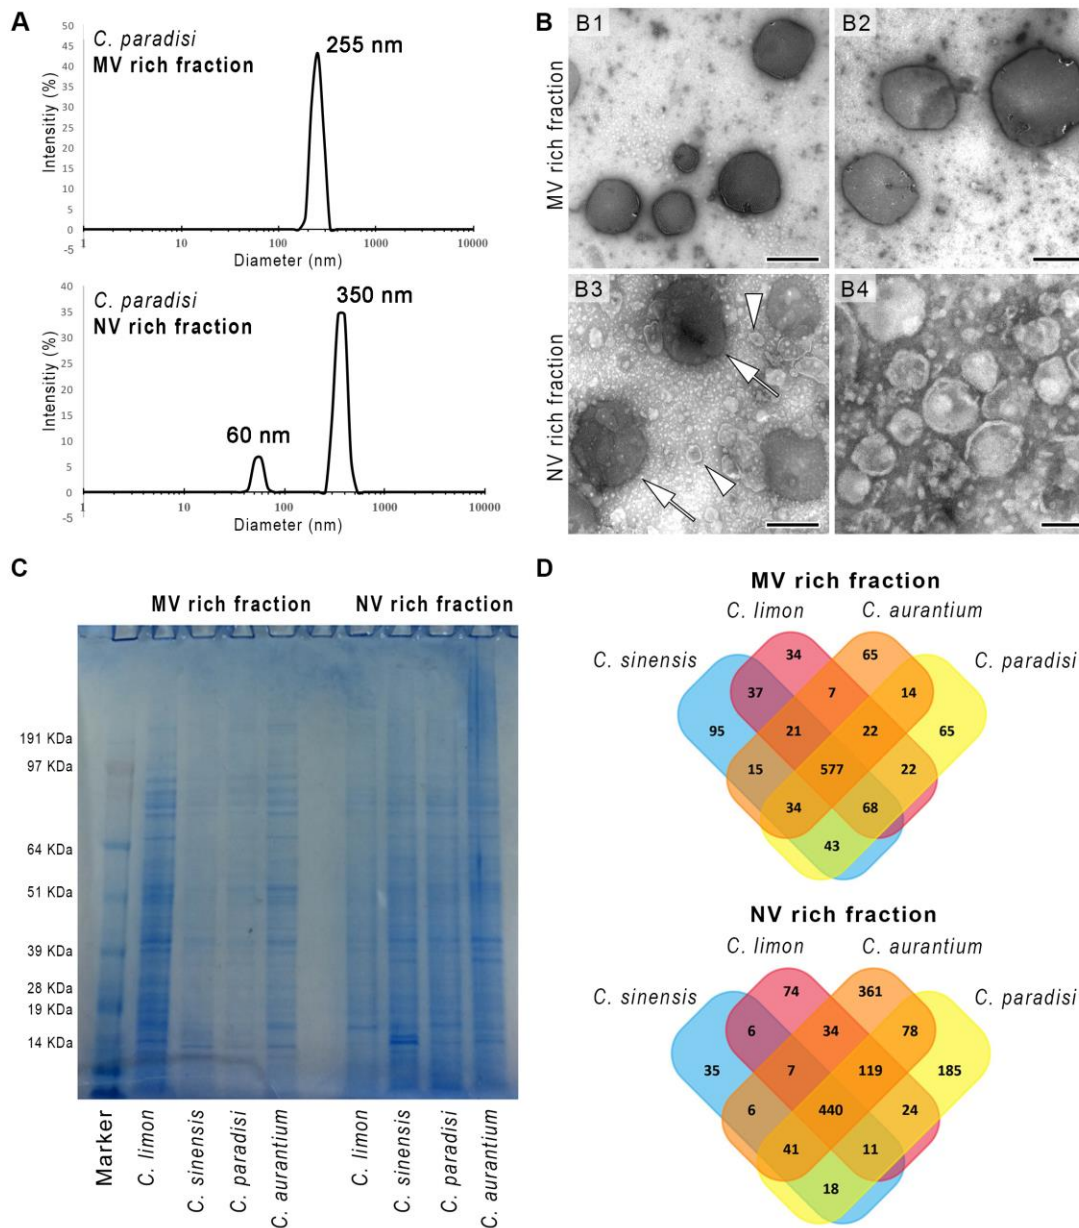 A
C. paradisi
MV rich fraction
255 nm
Intensitiy (%)
50
45
40
35
30
25
20
15
10
5
0
-5
1
10
100
1000
10000
Diameter (nm)
C. paradisi
NV rich fraction
350 nm
60 nm
Intensitiy (%)
40
35
30
25
20
15
10
5
0
-5
1
10
100
1000
10000
Diameter (nm)
B
MV rich fraction
B1
B2
NV rich fraction
B3
B4
C
MV rich fraction
NV rich fraction
191 KDa
97 KDa
64 KDa
51 KDa
39 KDa
28 KDa
19 KDa
14 KDa
Marker
C. limon
C. sinensis
C. paradisi
C. aurantium
C. limon
C. sinensis
C. paradisi
C. aurantium
D
MV rich fraction
C. limon
C. aurantium
C. sinensis
C. paradisi
34
65
37
7
14
95
21
22
65
15
577
22
34
68
43
NV rich fraction
C. limon
C. aurantium
C. sinensis
C. paradisi
74
361
6
34
78
35
7
119
185
6
440
24
41
11
18